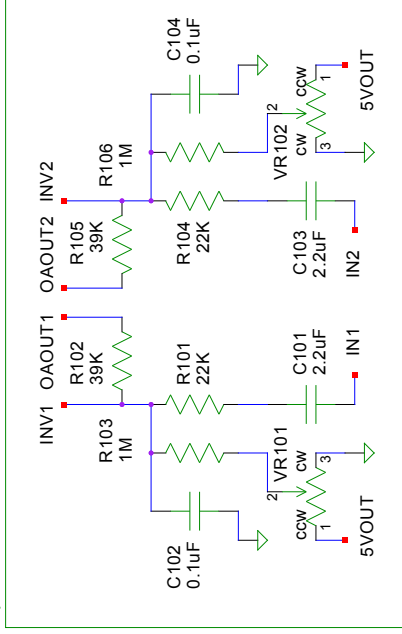 C104
0.1uF
R106
1M
INV2
OAOUT2
R105
39K
R104
22K
C103
2.2uF
IN2
VR102
2
CW
CCW
3
1
5VOUT
OAOUT1
INV1
R102
39K
R103
1M
R101
22K
C101
2.2uF
IN1
VR101
2
CCW
CW
1
3
5VOUT
C102
0.1uF